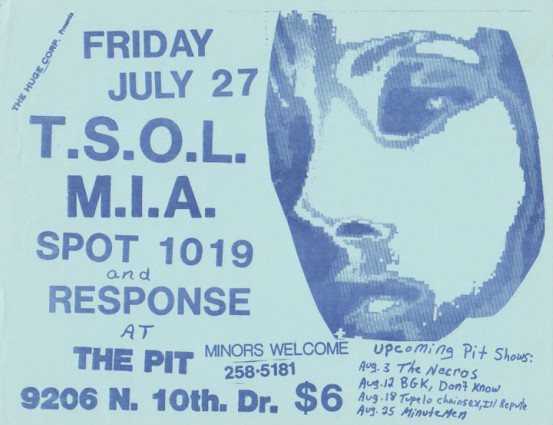 THE HUGE CORP. Presents
FRIDAY
JULY 27
T.S.O.L.
M.I.A.
SPOT 1019
and
RESPONSE
AT
THE PIT
MINORS WELCOME
258-5181
9206 N. 10th. Dr. $6
upcoming Pit Shows:
Aug. 3 The Necros
Aug. 12 BGK, Don't Know
Aug. 18 Tupelo chainsex, Ill Repute
Aug. 25 Minutemen